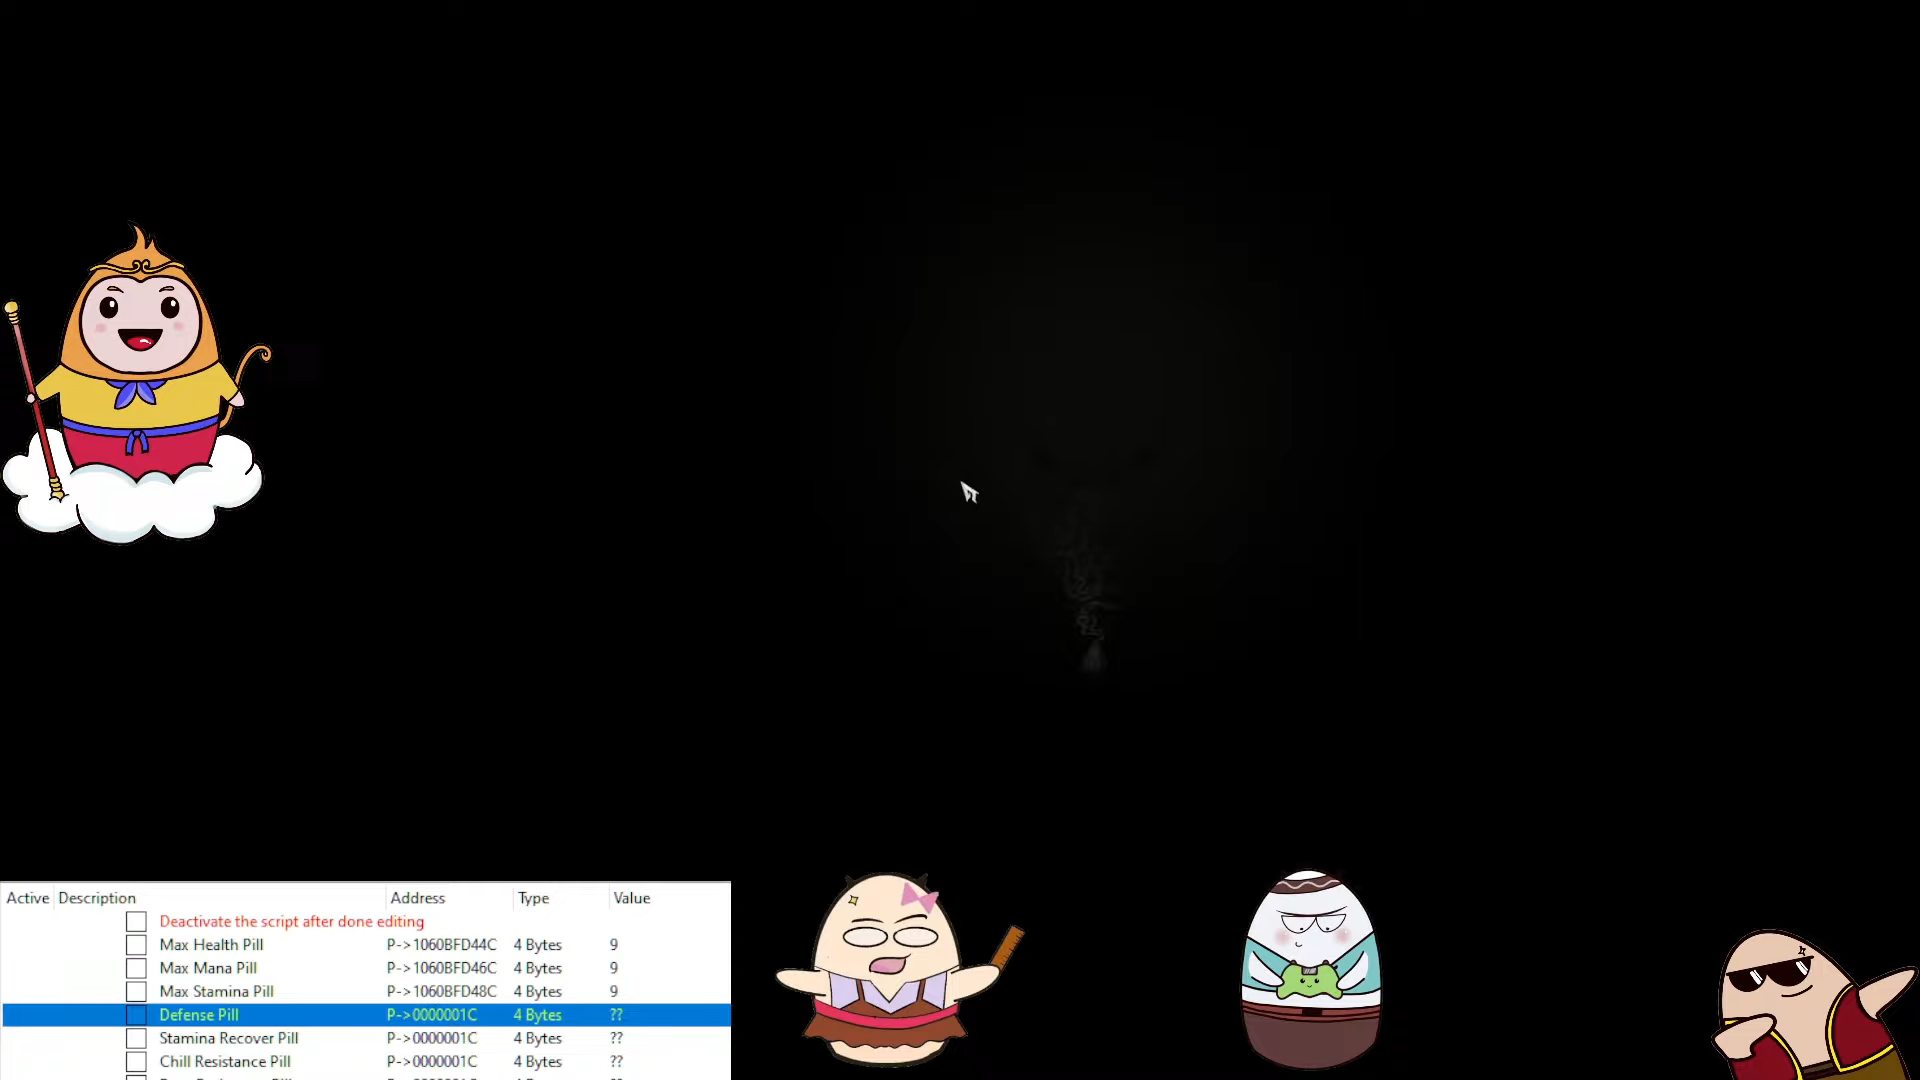 Active Description Address Type Value
Deactivate the script after done editing
Max Health Pill P->1060BFD44C 4 Bytes 9
Max Mana Pill P->1060BFD46C 4 Bytes 9
Max Stamina Pill P->1060BFD48C 4 Bytes 9
Defense Pill P->0000001C 4 Bytes ??
Stamina Recover Pill P->0000001C 4 Bytes ??
Chill Resistance Pill P->0000001C 4 Bytes ??